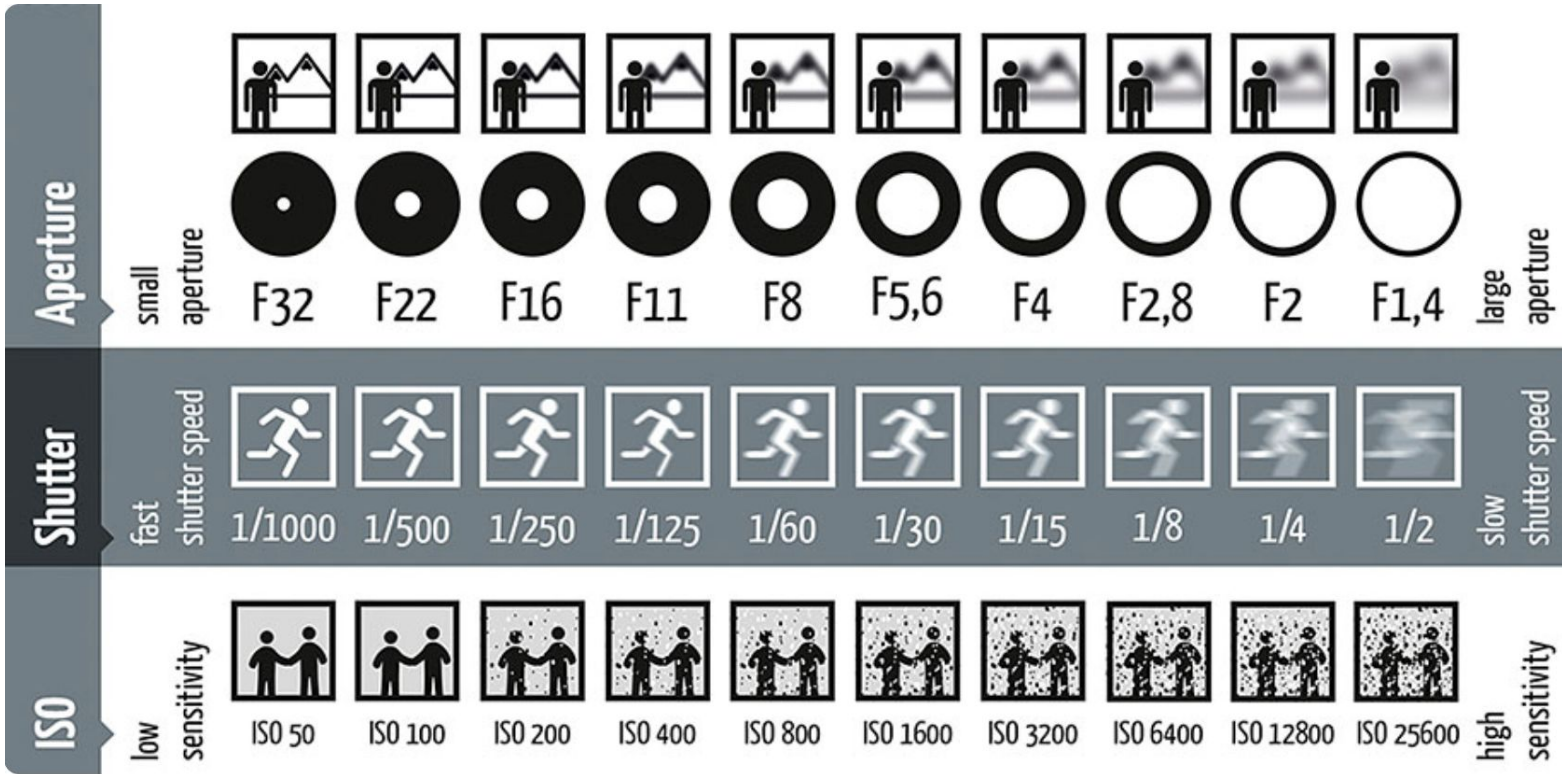 Aperture
small
aperture
F32 F22 F16 F11 F8 F5,6 F4 F2,8 F2 F1,4
large
aperture
Shutter
fast
shutter speed
1/1000 1/500 1/250 1/125 1/60 1/30 1/15 1/8 1/4 1/2
slow
shutter speed
ISO
low
sensitivity
ISO 50 ISO 100 ISO 200 ISO 400 ISO 800 ISO 1600 ISO 3200 ISO 6400 ISO 12800 ISO 25600
high
sensitivity